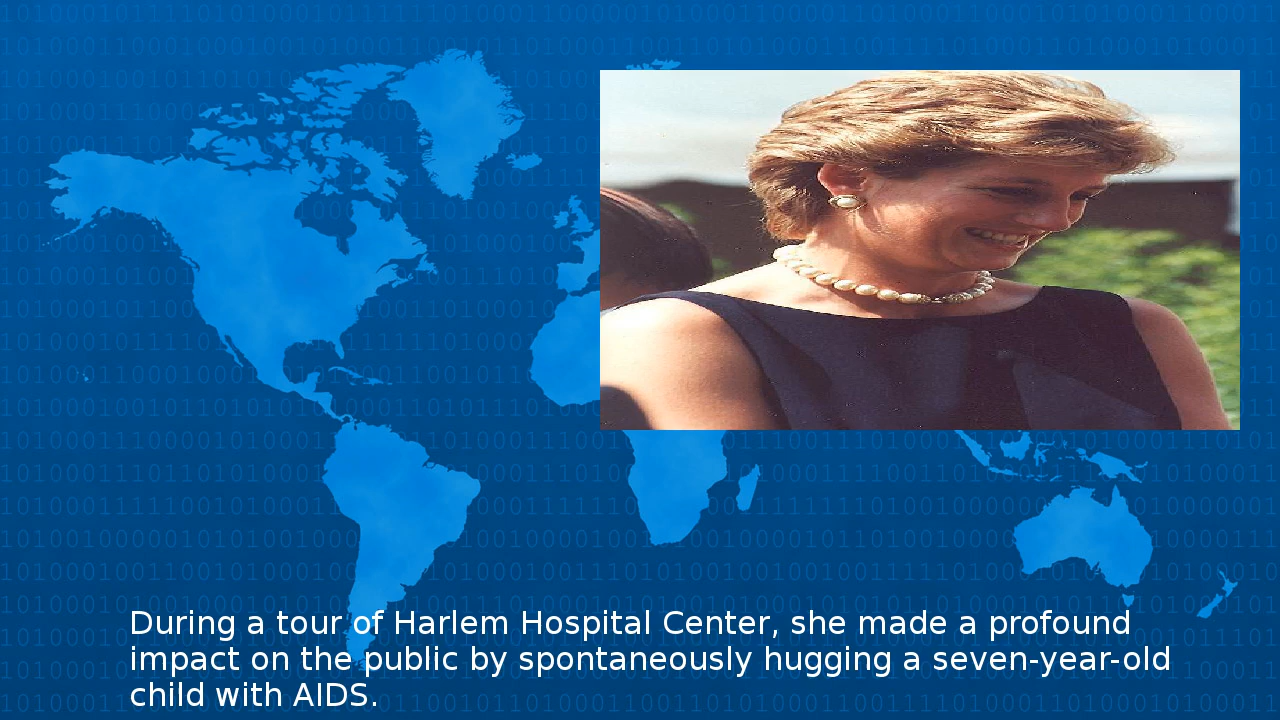 During a tour of Harlem Hospital Center, she made a profound
impact on the public by spontaneously hugging a seven-year-old
child with AIDS.